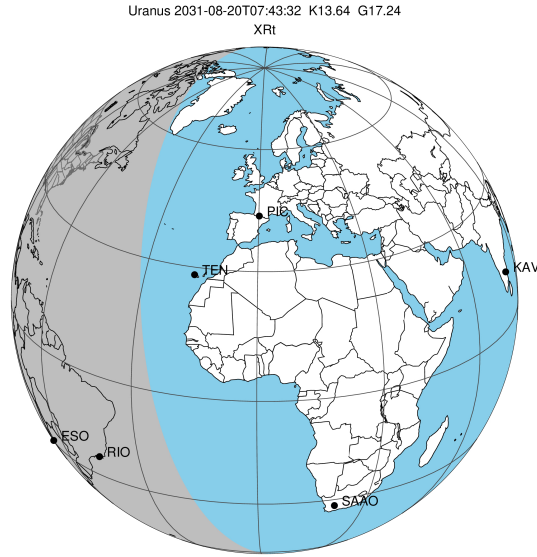 Uranus 2031-08-20T07:43:32 K13.64 G17.24
XRt
PIC
TEN
KAV
ESO
RIO
SAAO